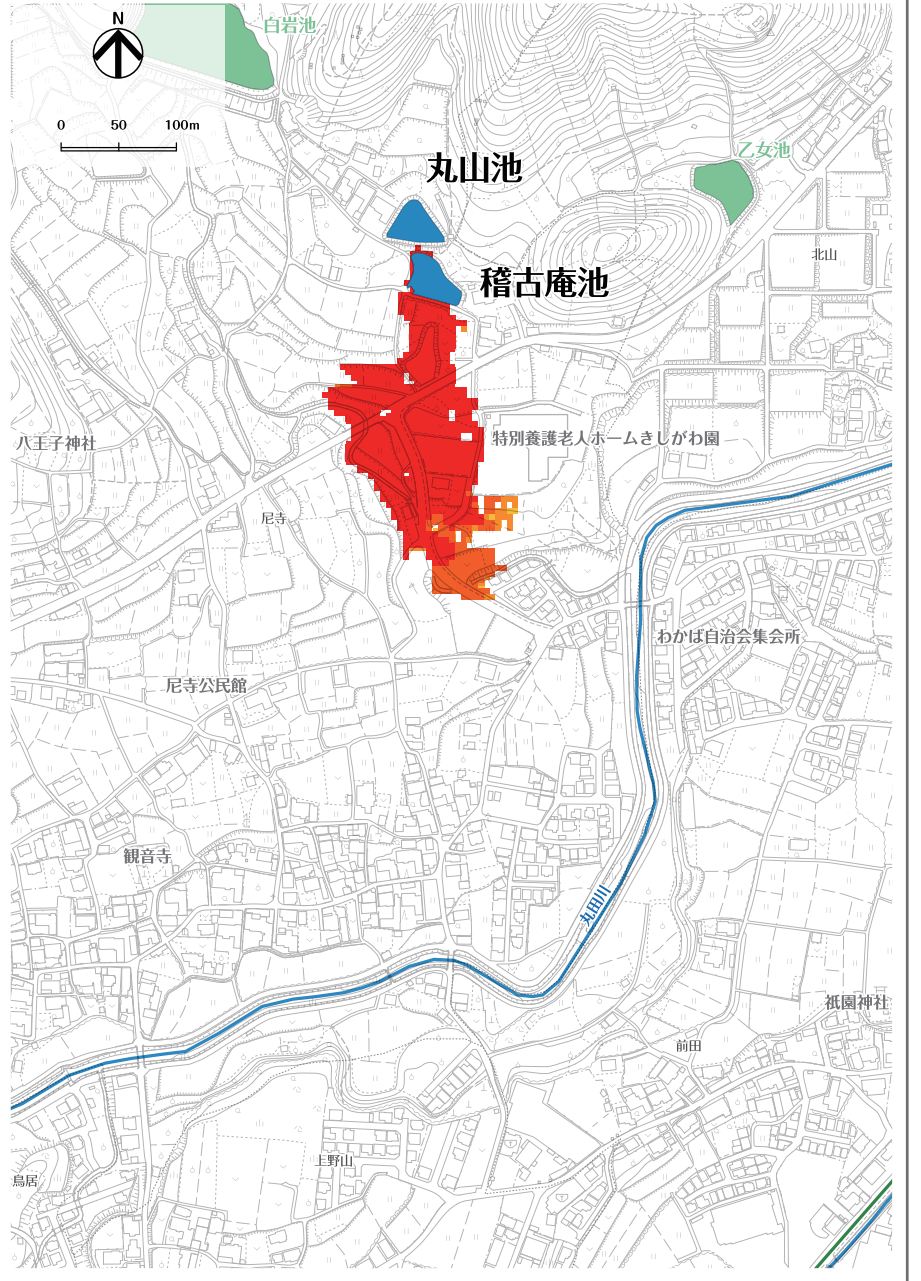 N
白岩池
0 50 100m
丸山池
乙女池
北山
稽古庵池
八王子神社
特別養護老人ホームきしがわ園
尼寺
わかば自治会集会所
尼寺公民館
観音寺
丸田川
祇園神社
前田
上野山
鳥居